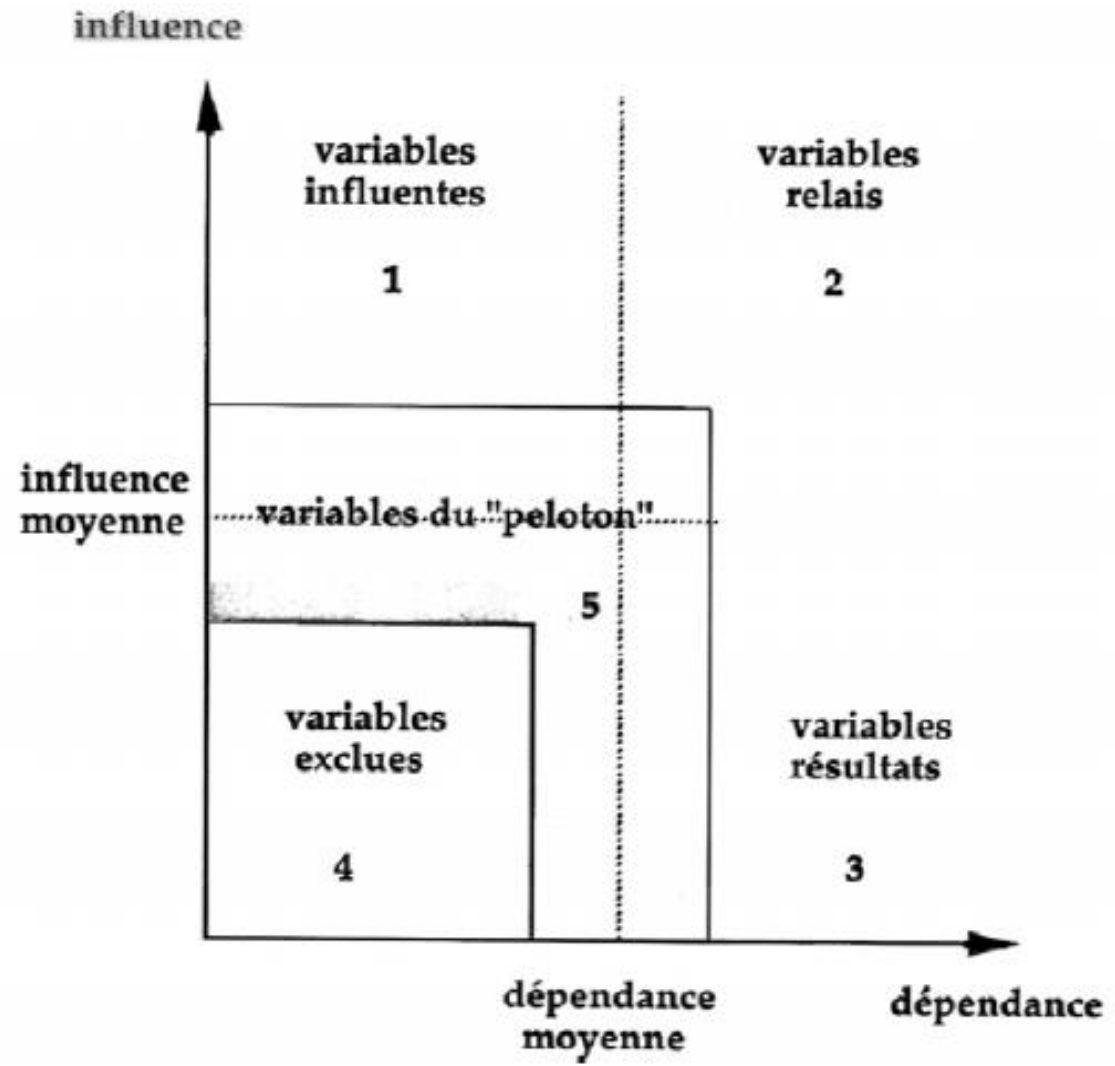 influence
variables
influentes
1
variables
relais
2
influence
moyenne
variables du "peloton"
5
variables
exclues
4
variables
résultats
3
dépendance
moyenne
dépendance